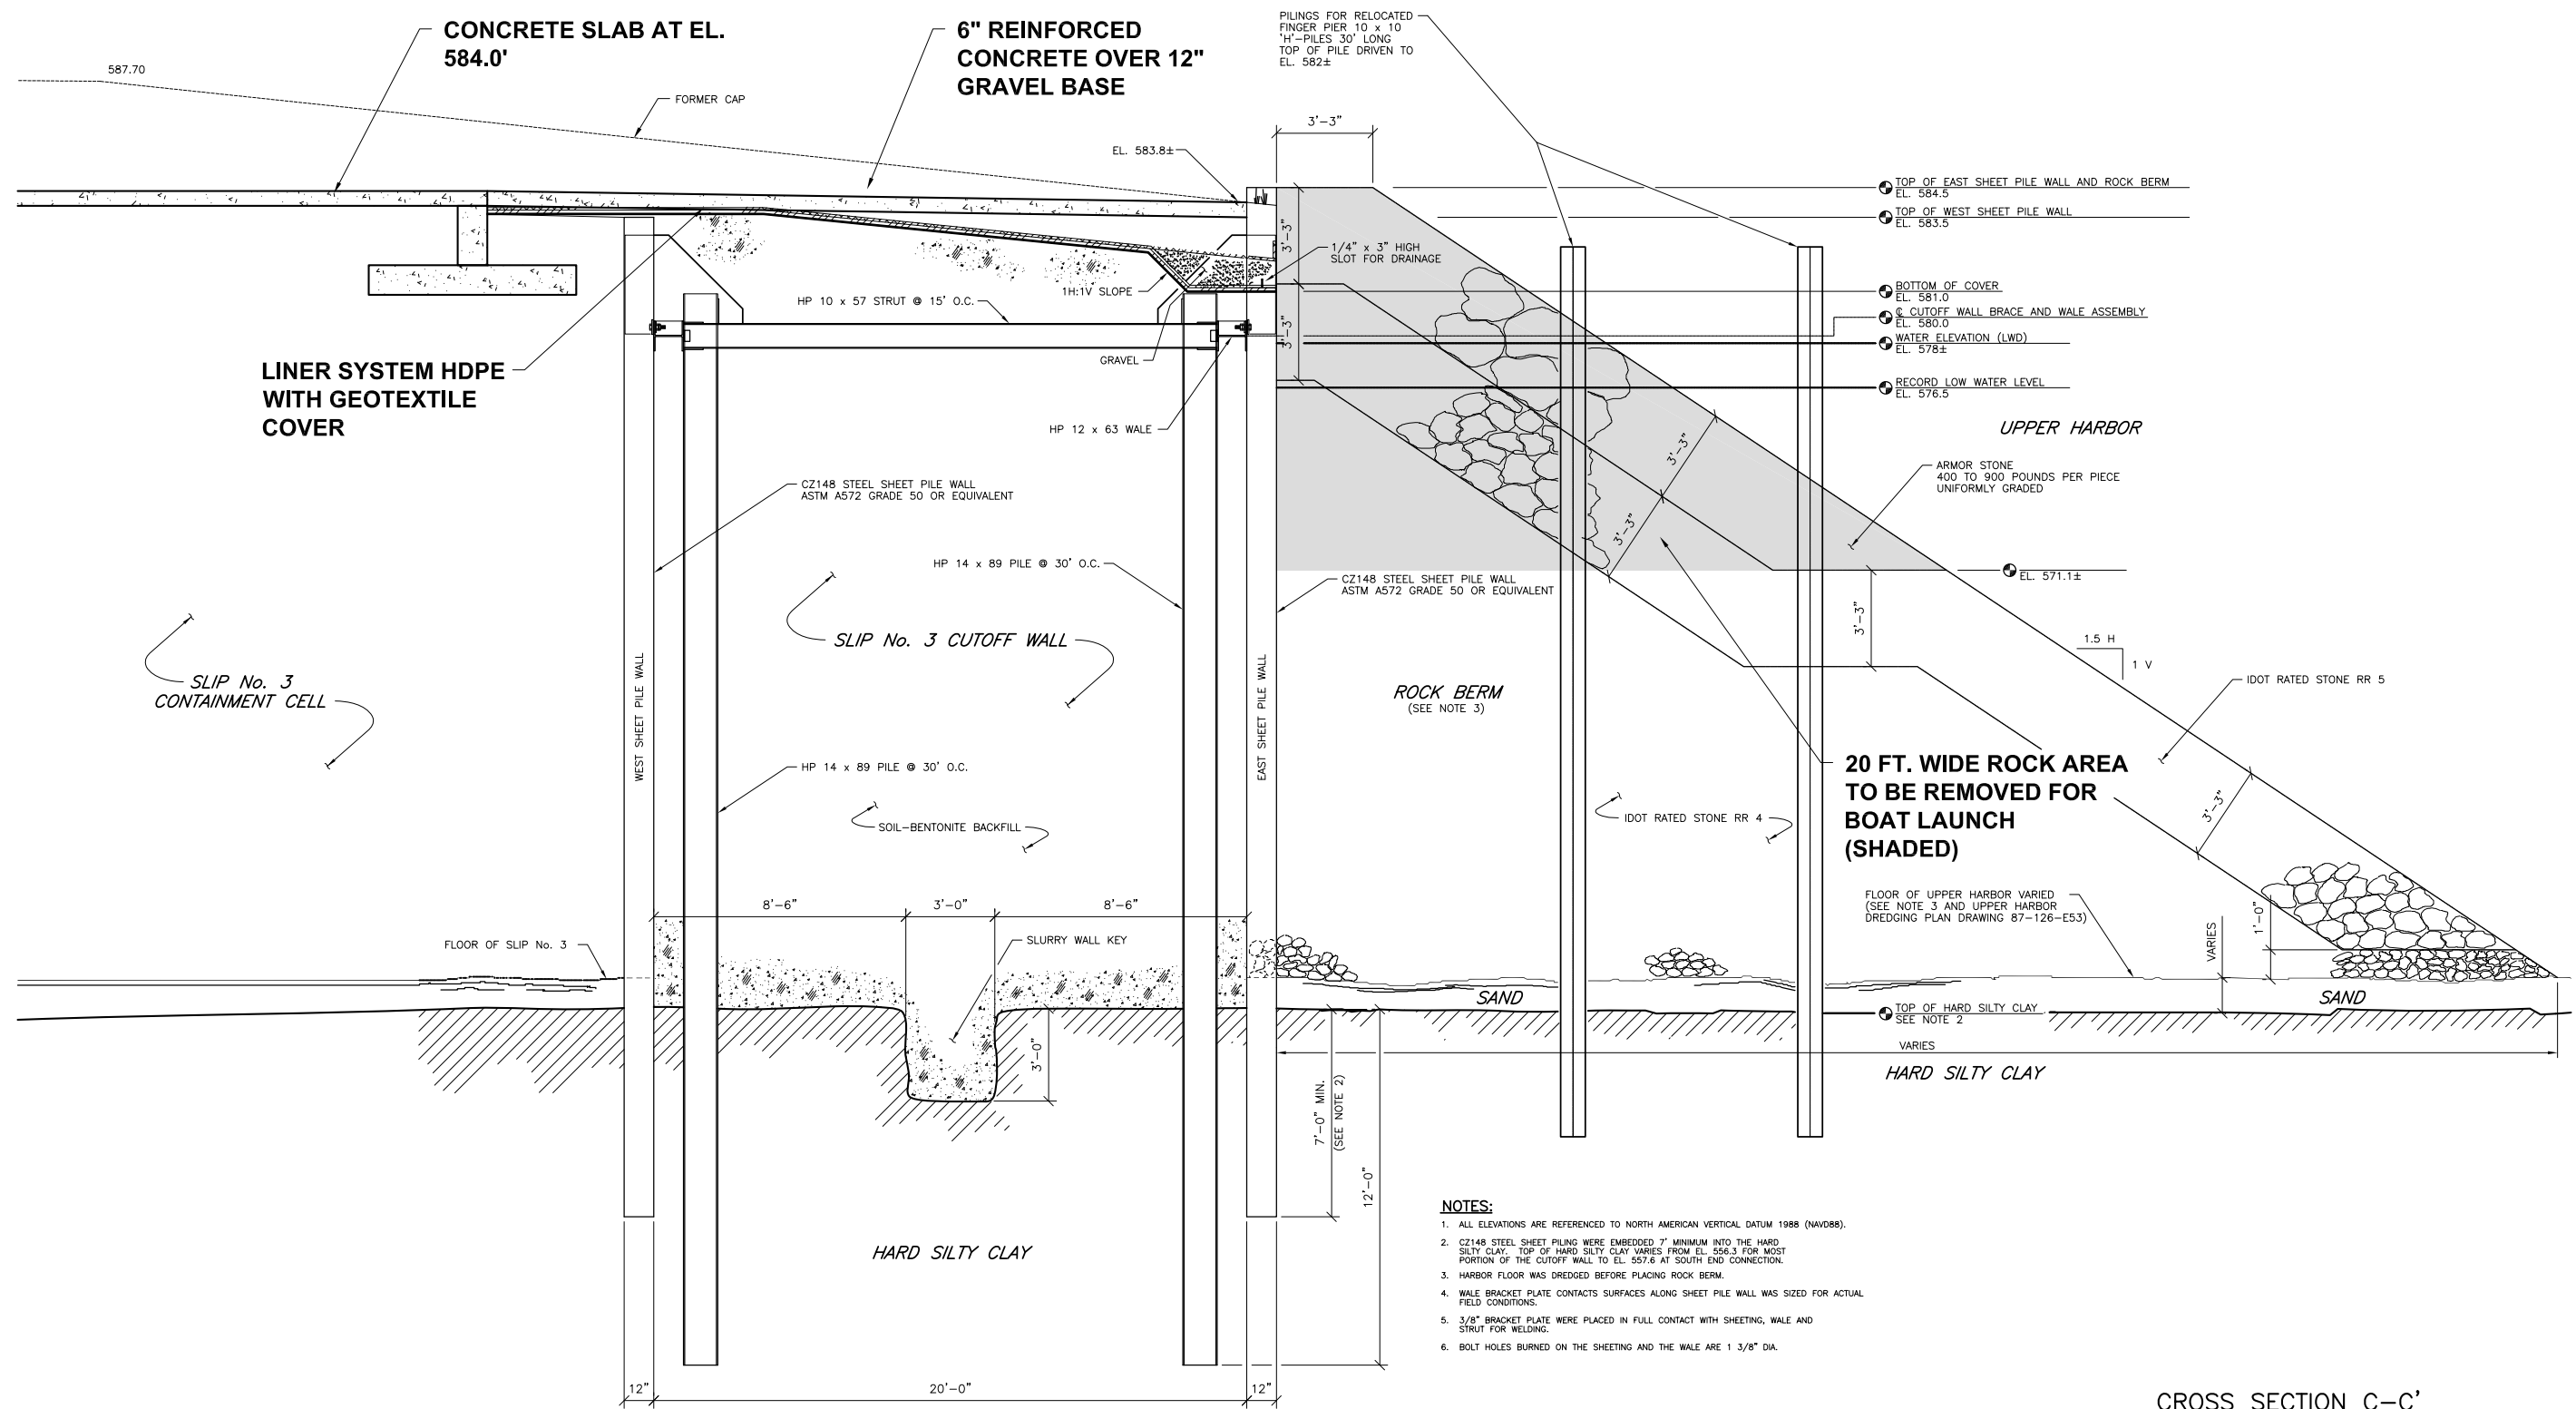 CONCRETE SLAB AT EL.
584.0'
6" REINFORCED
CONCRETE OVER 12"
GRAVEL BASE
PILINGS FOR RELOCATED
FINGER PIER 10 x 10
'H'-PILES 30' LONG
TOP OF PILE DRIVEN TO
EL. 582±
587.70
FORMER CAP
3'-3"
EL. 583.8±
TOP OF EAST SHEET PILE WALL AND ROCK BERM
EL. 584.5
TOP OF WEST SHEET PILE WALL
EL. 583.5
3'-3"
1/4" x 3" HIGH
SLOT FOR DRAINAGE
1H:1V SLOPE
HP 10 x 57 STRUT @ 15' O.C.
BOTTOM OF COVER
EL. 581.0
℄ CUTOFF WALL BRACE AND WALE ASSEMBLY
EL. 580.0
WATER ELEVATION (LWD)
EL. 578±
3'-3"
GRAVEL
LINER SYSTEM HDPE
WITH GEOTEXTILE
COVER
RECORD LOW WATER LEVEL
EL. 576.5
HP 12 x 63 WALE
UPPER HARBOR
3'-3"
ARMOR STONE
400 TO 900 POUNDS PER PIECE
UNIFORMLY GRADED
CZ148 STEEL SHEET PILE WALL
ASTM A572 GRADE 50 OR EQUIVALENT
3'-3"
HP 14 x 89 PILE @ 30' O.C.
CZ148 STEEL SHEET PILE WALL
ASTM A572 GRADE 50 OR EQUIVALENT
EL. 571.1±
3'-3"
SLIP No. 3 CUTOFF WALL
1.5 H
1 V
SLIP No. 3
CONTAINMENT CELL
WEST SHEET PILE WALL
EAST SHEET PILE WALL
ROCK BERM
(SEE NOTE 3)
IDOT RATED STONE RR 5
HP 14 x 89 PILE @ 30' O.C.
20 FT. WIDE ROCK AREA
TO BE REMOVED FOR
BOAT LAUNCH
(SHADED)
3'-3"
SOIL-BENTONITE BACKFILL
IDOT RATED STONE RR 4
8'-6"
3'-0"
8'-6"
FLOOR OF UPPER HARBOR VARIED
(SEE NOTE 3 AND UPPER HARBOR
DREDGING PLAN DRAWING 87-126-E53)
VARIES
1'-0"
FLOOR OF SLIP No. 3
SLURRY WALL KEY
SAND
SAND
TOP OF HARD SILTY CLAY
SEE NOTE 2
3'-0"
VARIES
HARD SILTY CLAY
7'-0" MIN.
(SEE NOTE 2)
12'-0"
HARD SILTY CLAY
NOTES:
1. ALL ELEVATIONS ARE REFERENCED TO NORTH AMERICAN VERTICAL DATUM 1988 (NAVD88).
2. CZ148 STEEL SHEET PILING WERE EMBEDDED 7' MINIMUM INTO THE HARD
SILTY CLAY. TOP OF HARD SILTY CLAY VARIES FROM EL. 556.3 FOR MOST
PORTION OF THE CUTOFF WALL TO EL. 557.6 AT SOUTH END CONNECTION.
3. HARBOR FLOOR WAS DREDGED BEFORE PLACING ROCK BERM.
4. WALE BRACKET PLATE CONTACTS SURFACES ALONG SHEET PILE WALL WAS SIZED FOR ACTUAL
FIELD CONDITIONS.
5. 3/8" BRACKET PLATE WERE PLACED IN FULL CONTACT WITH SHEETING, WALE AND
STRUT FOR WELDING.
6. BOLT HOLES BURNED ON THE SHEETING AND THE WALE ARE 1 3/8" DIA.
12"
20'-0"
12"
CROSS SECTION C-C'